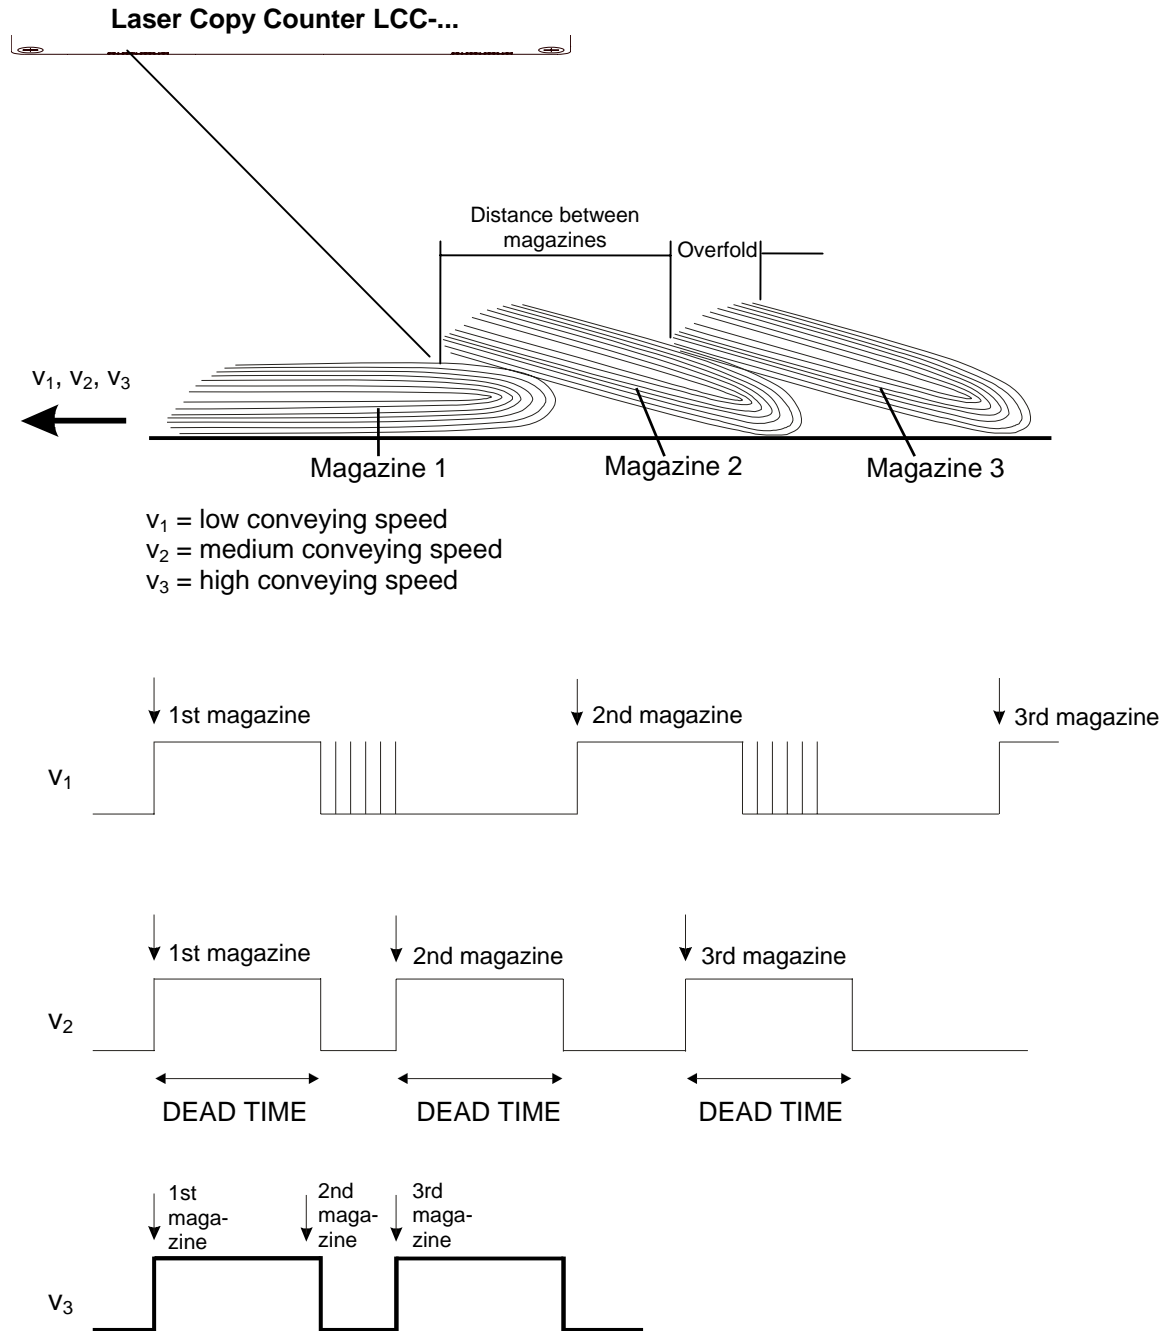 Laser Copy Counter LCC-...
Distance between
magazines
Overfold
v₁, v₂, v₃
Magazine 1
Magazine 2
Magazine 3
v₁ = low conveying speed
v₂ = medium conveying speed
v₃ = high conveying speed
1st magazine
2nd magazine
3rd magazine
v₁
1st magazine
2nd magazine
3rd magazine
v₂
DEAD TIME
DEAD TIME
DEAD TIME
1st
maga-
zine
2nd
maga-
zine
3rd
maga-
zine
v₃